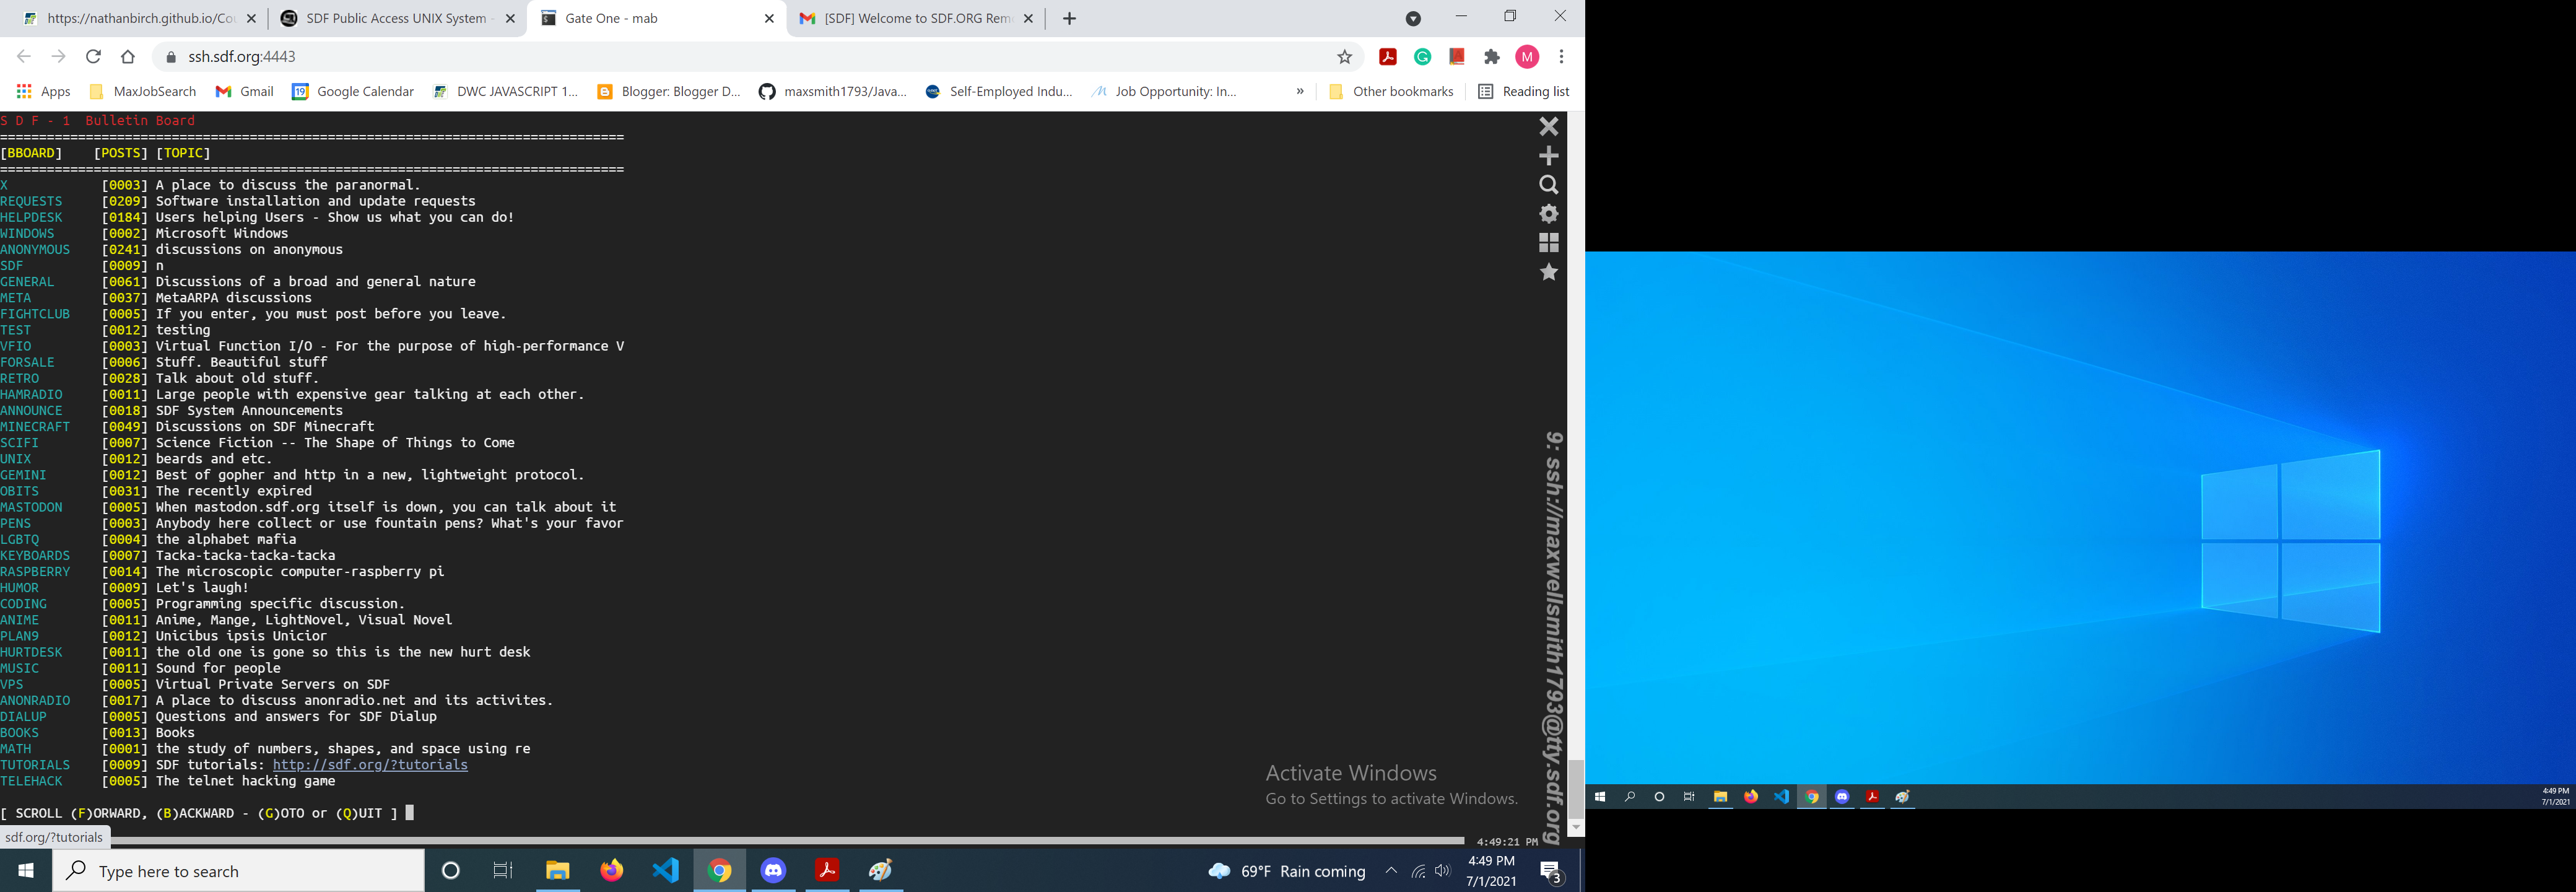 https://nathanbirch.github.io/Cou
SDF Public Access UNIX System -
Gate One - mab
[SDF] Welcome to SDF.ORG Rem
ssh.sdf.org:4443
M
Apps MaxJobSearch Gmail 19 Google Calendar DWC JAVASCRIPT 1... Blogger: Blogger D... maxsmith1793/Java... Self-Employed Indu... Job Opportunity: In... » Other bookmarks Reading list
S D F - 1 Bulletin Board
================================================================================
[BBOARD] [POSTS] [TOPIC]
================================================================================
X [0003] A place to discuss the paranormal.
REQUESTS [0209] Software installation and update requests
HELPDESK [0184] Users helping Users - Show us what you can do!
WINDOWS [0002] Microsoft Windows
ANONYMOUS [0241] discussions on anonymous
SDF [0009] n
GENERAL [0061] Discussions of a broad and general nature
META [0037] MetaARPA discussions
FIGHTCLUB [0005] If you enter, you must post before you leave.
TEST [0012] testing
VFIO [0003] Virtual Function I/O - For the purpose of high-performance V
FORSALE [0006] Stuff. Beautiful stuff
RETRO [0028] Talk about old stuff.
HAMRADIO [0011] Large people with expensive gear talking at each other.
ANNOUNCE [0018] SDF System Announcements
MINECRAFT [0049] Discussions on SDF Minecraft
SCIFI [0007] Science Fiction -- The Shape of Things to Come
UNIX [0012] beards and etc.
GEMINI [0012] Best of gopher and http in a new, lightweight protocol.
OBITS [0031] The recently expired
MASTODON [0005] When mastodon.sdf.org itself is down, you can talk about it
PENS [0003] Anybody here collect or use fountain pens? What's your favor
LGBTQ [0004] the alphabet mafia
KEYBOARDS [0007] Tacka-tacka-tacka-tacka
RASPBERRY [0014] The microscopic computer-raspberry pi
HUMOR [0009] Let's laugh!
CODING [0005] Programming specific discussion.
ANIME [0011] Anime, Mange, LightNovel, Visual Novel
PLAN9 [0012] Unicibus ipsis Unicior
HURTDESK [0011] the old one is gone so this is the new hurt desk
MUSIC [0011] Sound for people
VPS [0005] Virtual Private Servers on SDF
ANONRADIO [0017] A place to discuss anonradio.net and its activites.
DIALUP [0005] Questions and answers for SDF Dialup
BOOKS [0013] Books
MATH [0001] the study of numbers, shapes, and space using re
TUTORIALS [0009] SDF tutorials: http://sdf.org/?tutorials
TELEHACK [0005] The telnet hacking game
[ SCROLL (F)ORWARD, (B)ACKWARD - (G)OTO or (Q)UIT ]
sdf.org/?tutorials
9: ssh://maxwellsmith1793@tty.sdf.org
Activate Windows
Go to Settings to activate Windows.
4:49:21 PM
Type here to search
69°F Rain coming
4:49 PM
7/1/2021
3
4:49 PM
7/1/2021